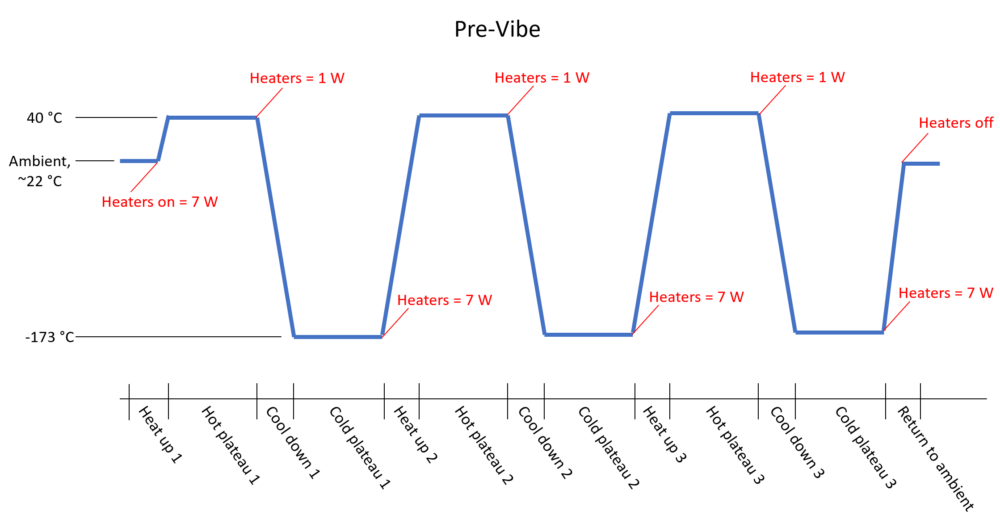 Pre-Vibe
Heaters = 1 W
Heaters = 1 W
Heaters = 1 W
40 °C
Heaters off
Ambient,
~22 °C
Heaters on = 7 W
Heaters = 7 W
Heaters = 7 W
Heaters = 7 W
-173 °C
Heat up 1
Hot plateau 1
Cool down 1
Cold plateau 1
Heat up 2
Hot plateau 2
Cool down 2
Cold plateau 2
Heat up 3
Hot plateau 3
Cool down 3
Cold plateau 3
Return to ambient